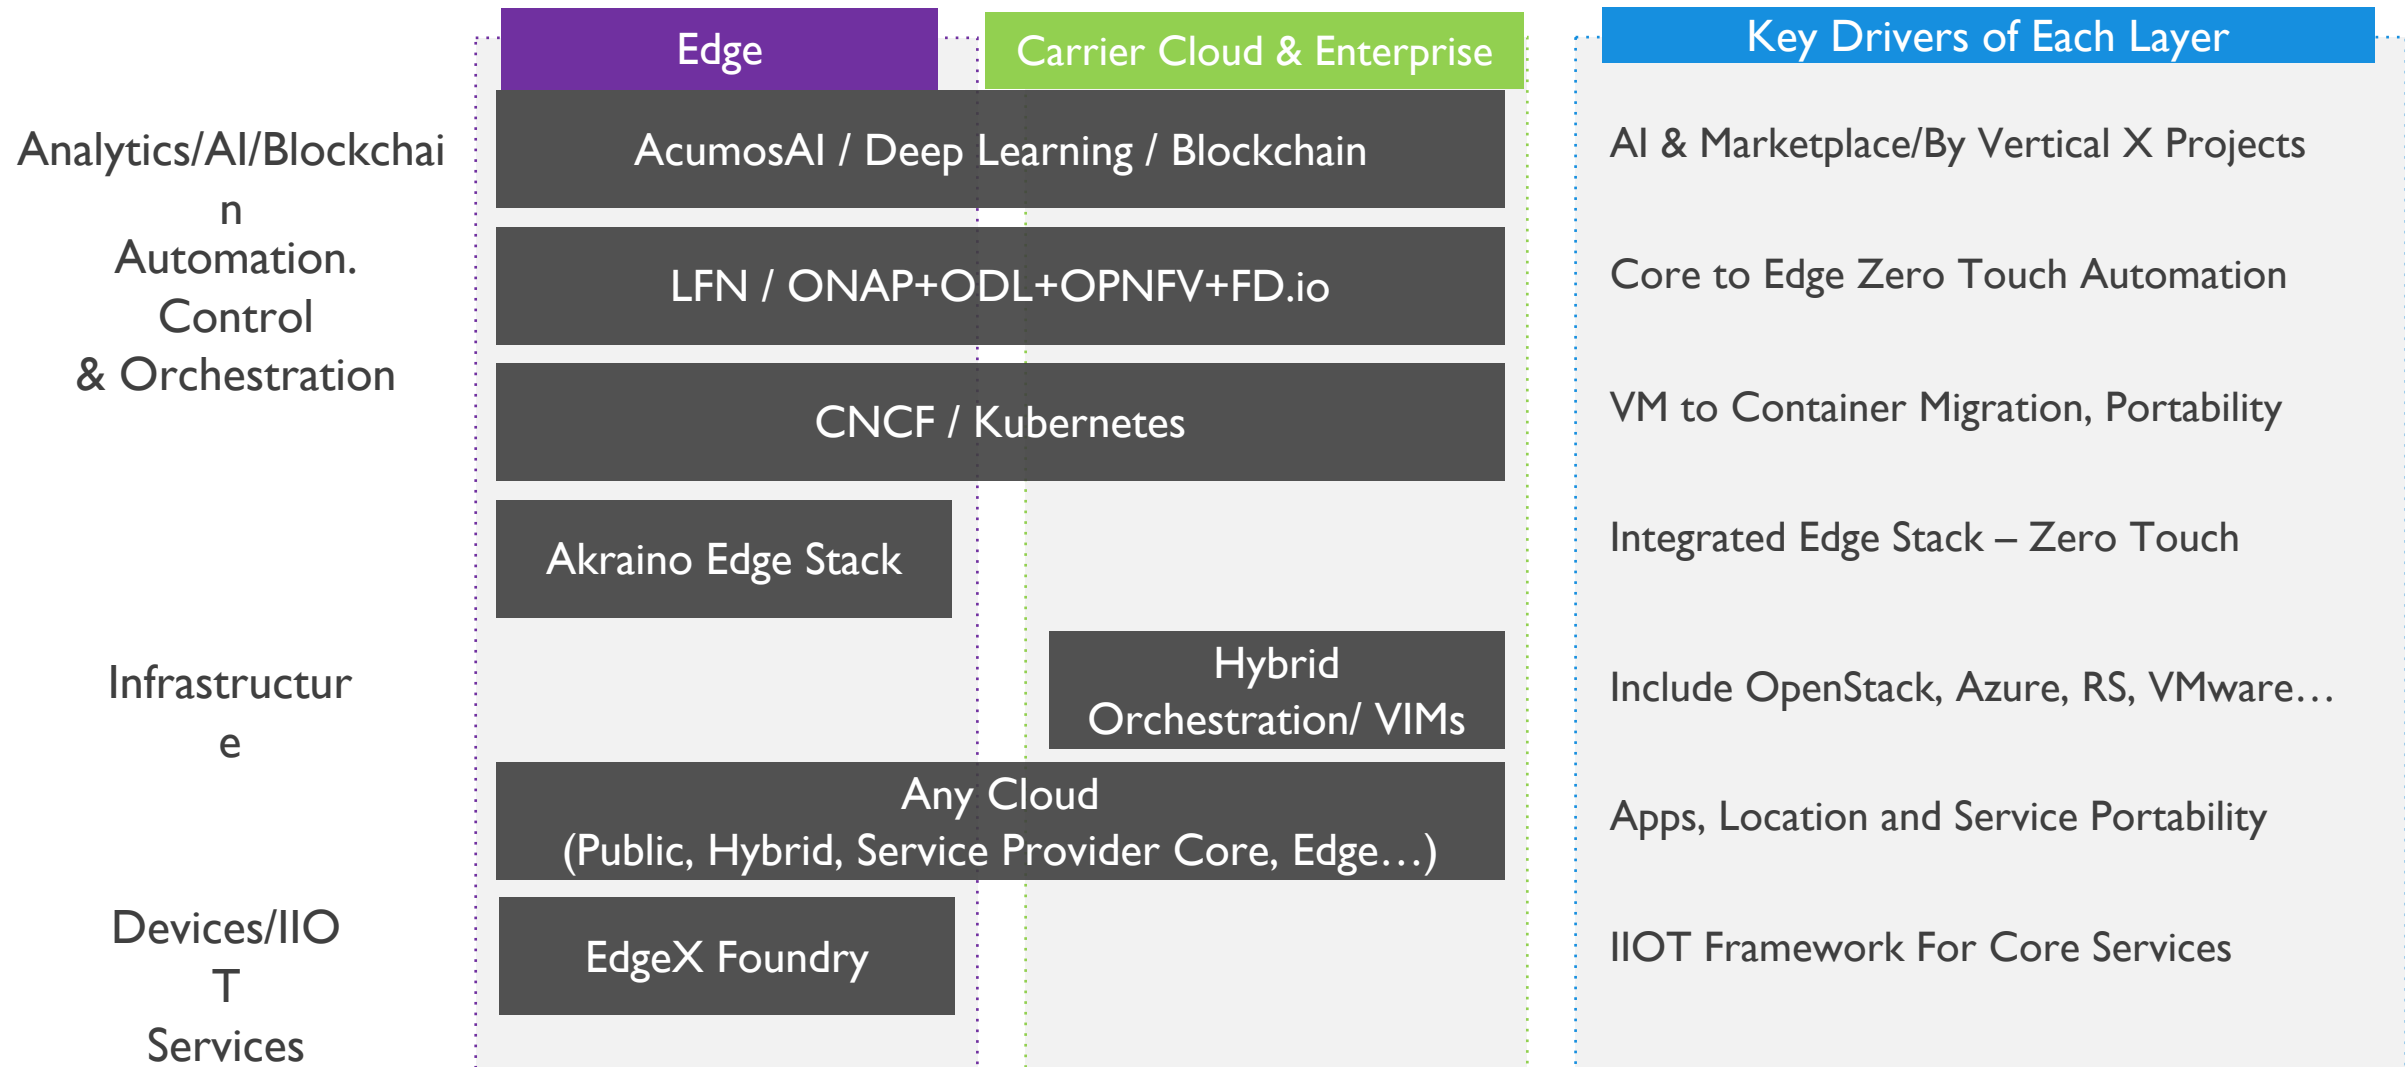 Edge
Carrier Cloud & Enterprise
Key Drivers of Each Layer
Analytics/AI/Blockchai
n
AcumosAI / Deep Learning / Blockchain
AI & Marketplace/By Vertical X Projects
Automation.
Control
& Orchestration
LFN / ONAP+ODL+OPNFV+FD.io
Core to Edge Zero Touch Automation
CNCF / Kubernetes
VM to Container Migration, Portability
Akraino Edge Stack
Integrated Edge Stack – Zero Touch
Infrastructur
e
Hybrid
Orchestration/ VIMs
Include OpenStack, Azure, RS, VMware…
Any Cloud
(Public, Hybrid, Service Provider Core, Edge…)
Apps, Location and Service Portability
Devices/IIO
T
Services
EdgeX Foundry
IIOT Framework For Core Services